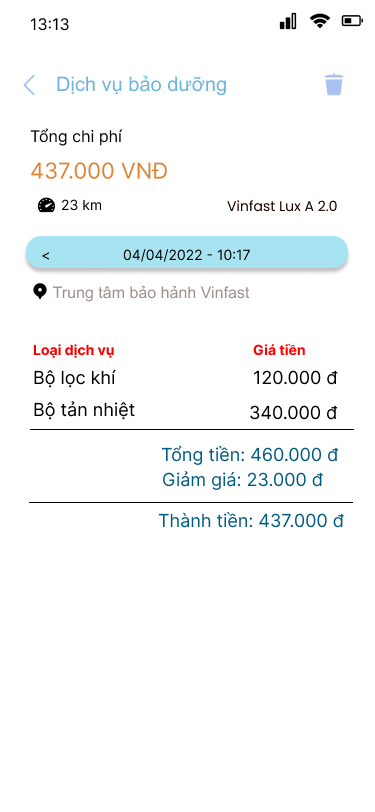 13:13
Dịch vụ bảo dưỡng
Tổng chi phí
437.000 VNĐ
23 km Vinfast Lux A 2.0
< 04/04/2022 - 10:17
Trung tâm bảo hành Vinfast
Loại dịch vụ Giá tiền
Bộ lọc khí 120.000 đ
Bộ tản nhiệt 340.000 đ
Tổng tiền: 460.000 đ
Giảm giá: 23.000 đ
Thành tiền: 437.000 đ